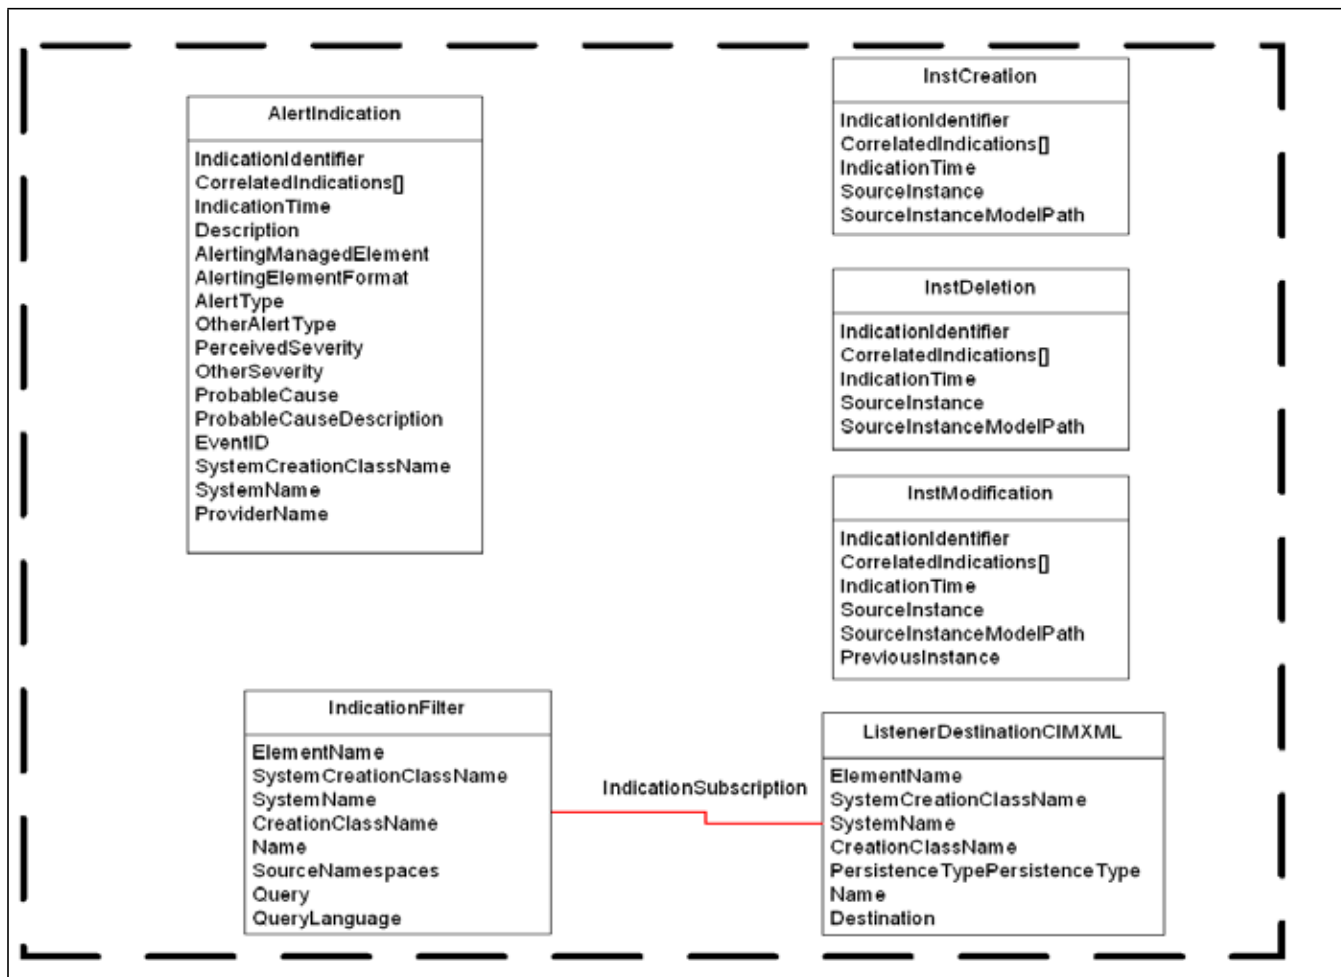 AlertIndication
IndicationIdentifier
CorrelatedIndications[]
IndicationTime
Description
AlertingManagedElement
AlertingElementFormat
AlertType
OtherAlertType
PerceivedSeverity
OtherSeverity
ProbableCause
ProbableCauseDescription
EventID
SystemCreationClassName
SystemName
ProviderName
InstCreation
IndicationIdentifier
CorrelatedIndications[]
IndicationTime
SourceInstance
SourceInstanceModelPath
InstDeletion
IndicationIdentifier
CorrelatedIndications[]
IndicationTime
SourceInstance
SourceInstanceModelPath
InstModification
IndicationIdentifier
CorrelatedIndications[]
IndicationTime
SourceInstance
SourceInstanceModelPath
PreviousInstance
IndicationFilter
ElementName
SystemCreationClassName
SystemName
CreationClassName
Name
SourceNamespaces
Query
QueryLanguage
IndicationSubscription
ListenerDestinationCIMXML
ElementName
SystemCreationClassName
SystemName
CreationClassName
PersistenceTypePersistenceType
Name
Destination